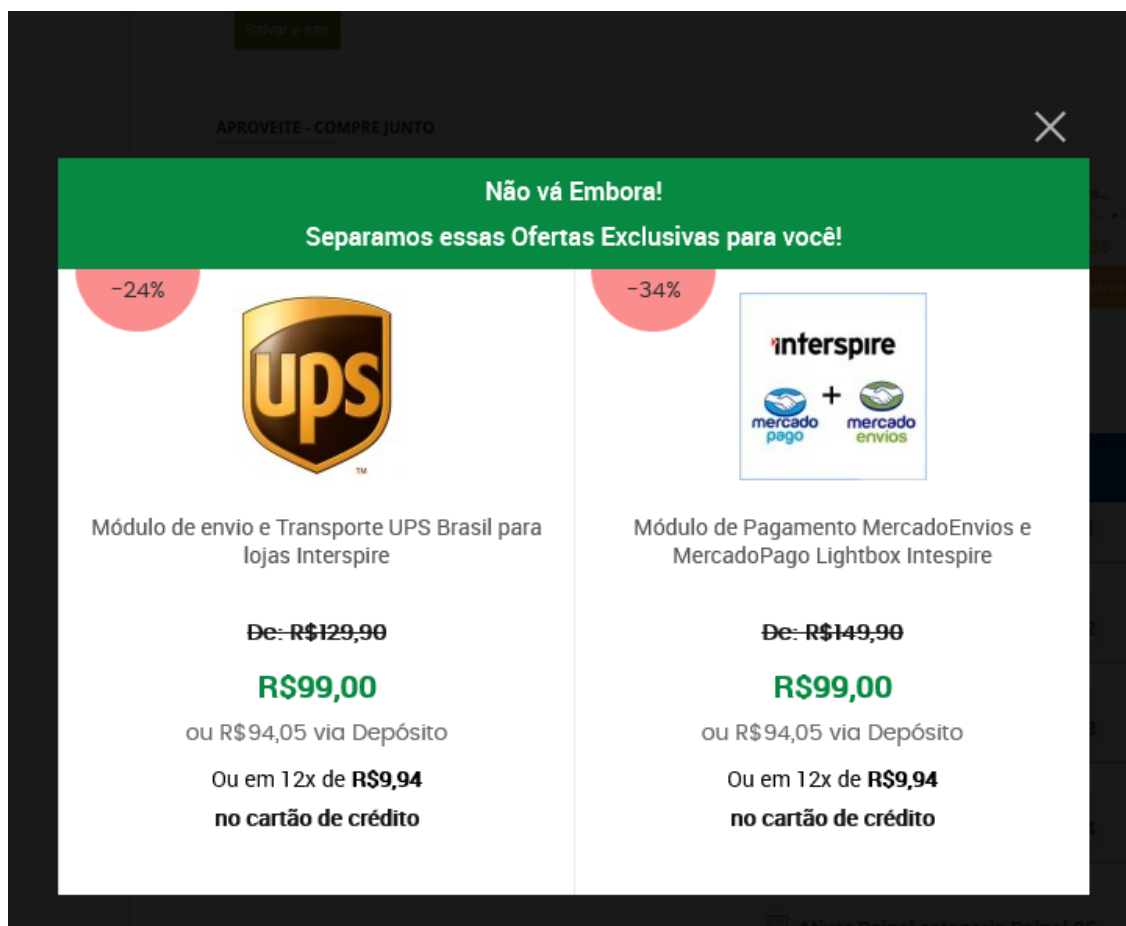 Salvar e sair
APROVEITE - COMPRE JUNTO
Não vá Embora!
Separamos essas Ofertas Exclusivas para você!
-24%
ups
TM
Módulo de envio e Transporte UPS Brasil para
lojas Interspire
De: R$129,90
R$99,00
ou R$94,05 via Depósito
Ou em 12x de R$9,94
no cartão de crédito
-34%
interspire
+
mercado
pago
mercado
envios
Módulo de Pagamento MercadoEnvios e
MercadoPago Lightbox Intespire
De: R$149,90
R$99,00
ou R$94,05 via Depósito
Ou em 12x de R$9,94
no cartão de crédito